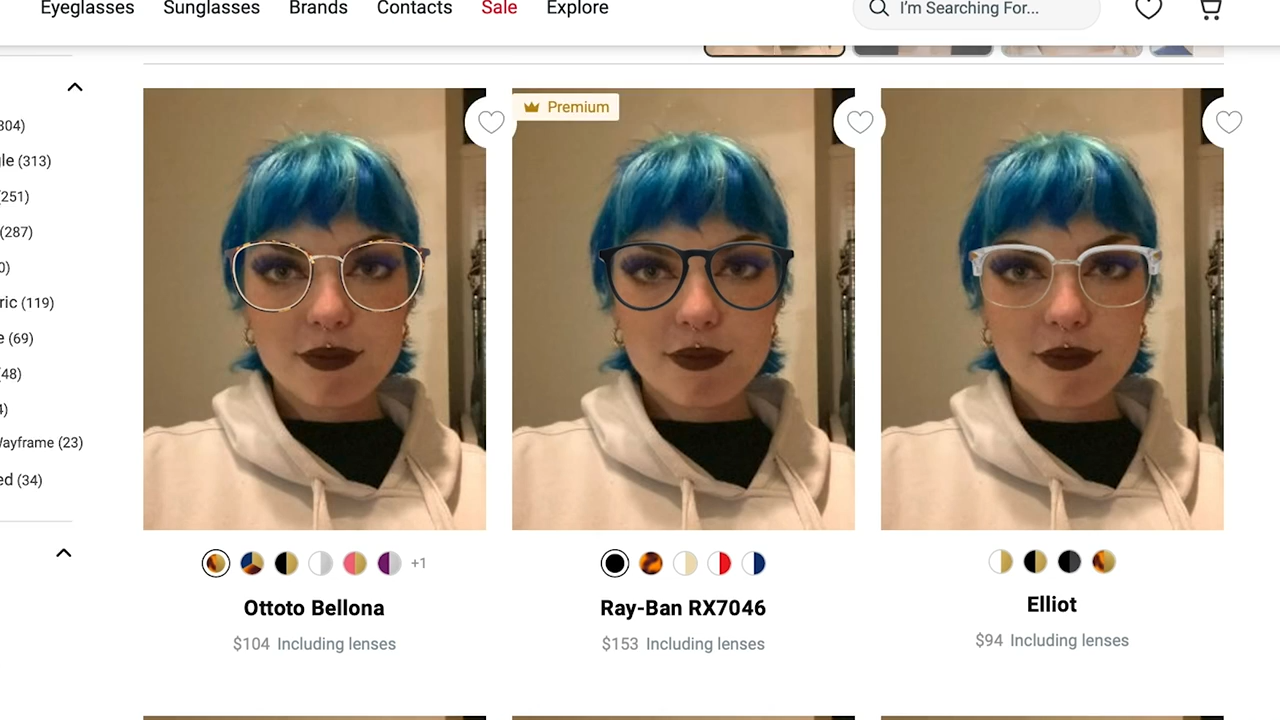 Eyeglasses Sunglasses Brands Contacts Sale Explore I'm Searching For...
304)
gle (313)
(251)
(287)
0)
ric (119)
e (69)
(48)
4)
Wayframe (23)
ed (34)
Premium
+1
Ottoto Bellona
$104 Including lenses
Ray-Ban RX7046
$153 Including lenses
Elliot
$94 Including lenses